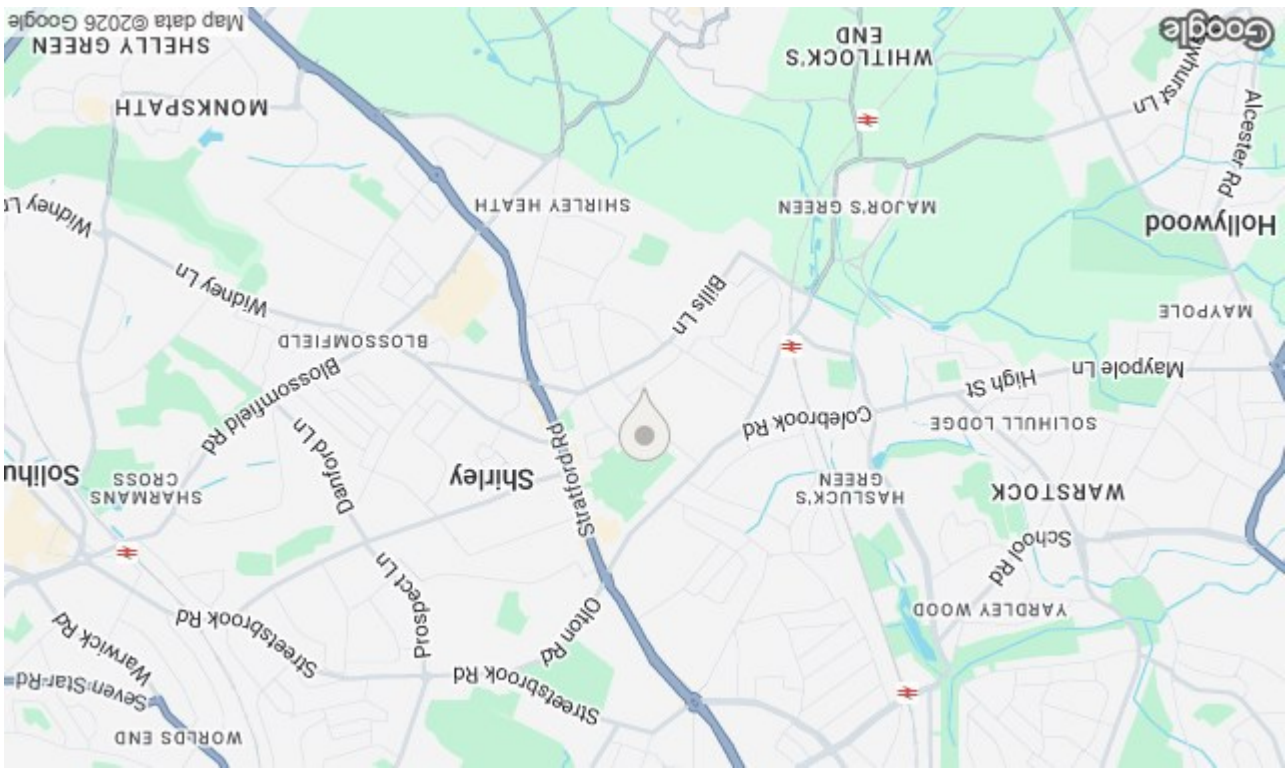 WORLDS END
Seven Star Rd
Streetsbrook Rd
Warwick Rd
Olton Rd
Prospect Ln
Streetsbrook Rd
YARDLEY WOOD
School Rd
WARSTOCK
HASLUCK'S
GREEN
Stratford Rd
Shirley
Danford Ln
SHARMANS
CROSS
Solihu
SOLIHULL LODGE
Colebrook Rd
Blossomfield Rd
Maypole Ln
High St
MAYPOLE
Bills Ln
BLOSSOMFIELD
Widney Ln
Hollywood
MAJOR'S GREEN
SHIRLEY HEATH
Widney Ln
Alcester Rd
whurst Ln
MONKSPATH
WHITLOCK'S
END
SHELLY GREEN
Google
Map data ©2026 Google